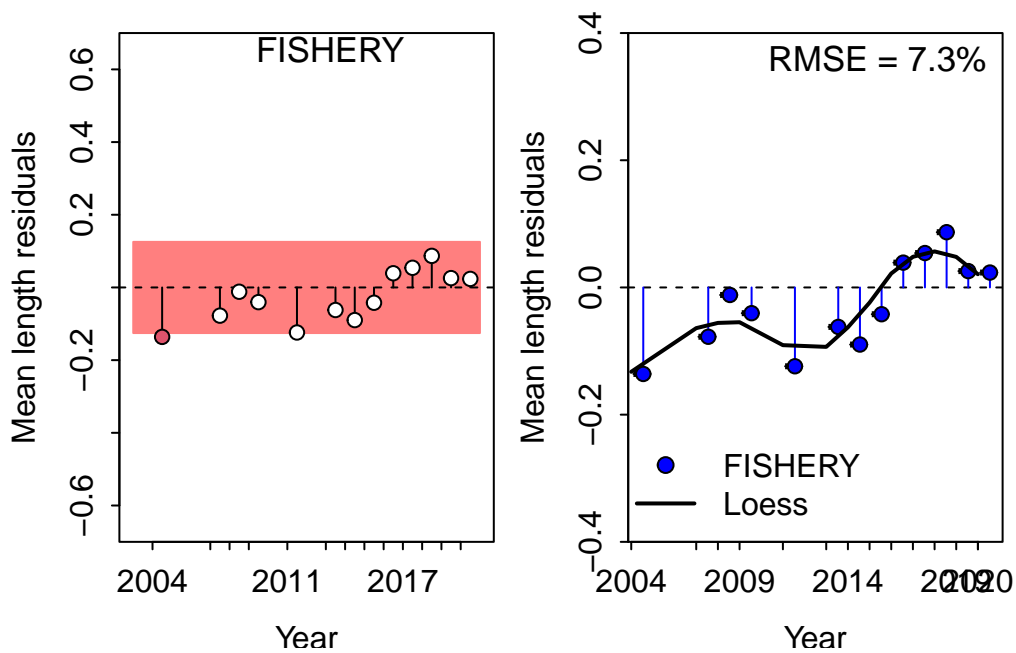 FISHERY
Mean length residuals
0.6
0.4
0.2
−0.2
−0.6
2004 2011 2017
Year
RMSE = 7.3%
Mean length residuals
0.4
0.2
0.0
−0.2
−0.4
FISHERY
Loess
2004 2009 2014 2019 2020
Year